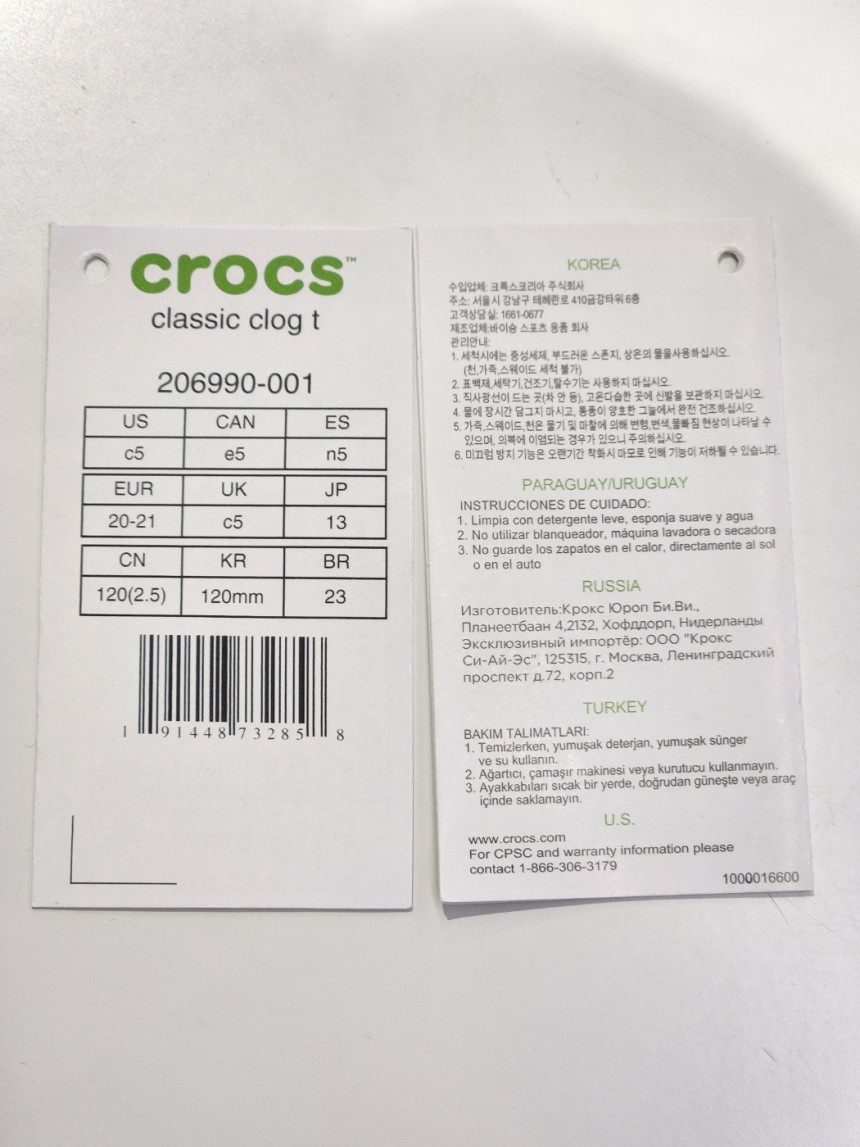 crocs™
classic clog t
206990-001
US CAN ES
c5 e5 n5
EUR UK JP
20-21 c5 13
CN KR BR
120(2.5) 120mm 23
1 91448 73285 8
KOREA
수입업체: 크록스코리아 주식회사
주소: 서울시 강남구 테헤란로 410금강타워 6층
고객상담실: 1661-0677
제조업체:바이슝 스포츠 용품 회사
관리안내:
1. 세척시에는 중성세제, 부드러운 스폰지, 상온의 물을사용하십시오.
(천,가죽,스웨이드 세척 불가)
2. 표백제,세탁기,건조기,탈수기는 사용하지 마십시오.
3. 직사광선이 드는 곳(차 안 등), 고온다습한 곳에 신발을 보관하지 마십시오.
4. 물에 장시간 담그지 마시고, 통풍이 양호한 그늘에서 완전 건조하십시오.
5. 가죽,스웨이드,천은 물기 및 마찰에 의해 변형,변색,물빠짐 현상이 나타날 수
있으며, 의복에 이염되는 경우가 있으니 주의하십시오.
6. 미끄럼 방지 기능은 오랜기간 착화시 마모로 인해 기능이 저하될 수 있습니다.
PARAGUAY/URUGUAY
INSTRUCCIONES DE CUIDADO:
1. Limpia con detergente leve, esponja suave y agua
2. No utilizar blanqueador, máquina lavadora o secadora
3. No guarde los zapatos en el calor, directamente al sol
o en el auto
RUSSIA
Изготовитель:Крокс Юроп Би.Ви.,
Планеетбаан 4,2132, Хофддорп, Нидерланды
Эксклюзивный импортёр: ООО "Крокс
Си-Ай-Эс", 125315, г. Москва, Ленинградский
проспект д.72, корп.2
TURKEY
BAKIM TALIMATLARI:
1. Temizlerken, yumuşak deterjan, yumuşak sünger
ve su kullanın.
2. Ağartıcı, çamaşır makinesi veya kurutucu kullanmayın.
3. Ayakkabıları sıcak bir yerde, doğrudan güneşte veya araç
içinde saklamayın.
U.S.
www.crocs.com
For CPSC and warranty information please
contact 1-866-306-3179
1000016600